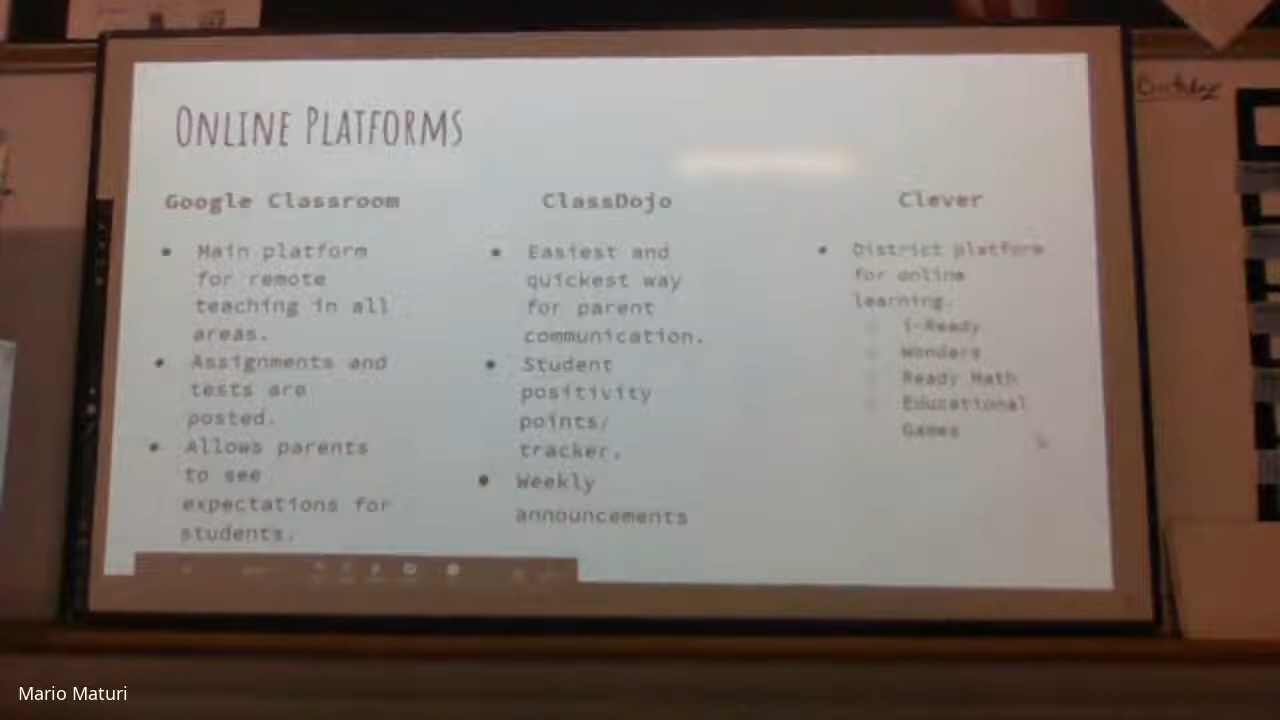 Online Platforms
Google Classroom
• Main platform
for remote
teaching in all
areas.
• Assignments and
tests are
posted.
• Allows parents
to see
expectations for
students.
ClassDojo
• Easiest and
quickest way
for parent
communication.
• Student
positivity
points/
tracker.
• Weekly
announcements
Clever
• District platform
for online
learning.
i-Ready
Wonders
Ready Math
Educational
Games
Mario Maturi